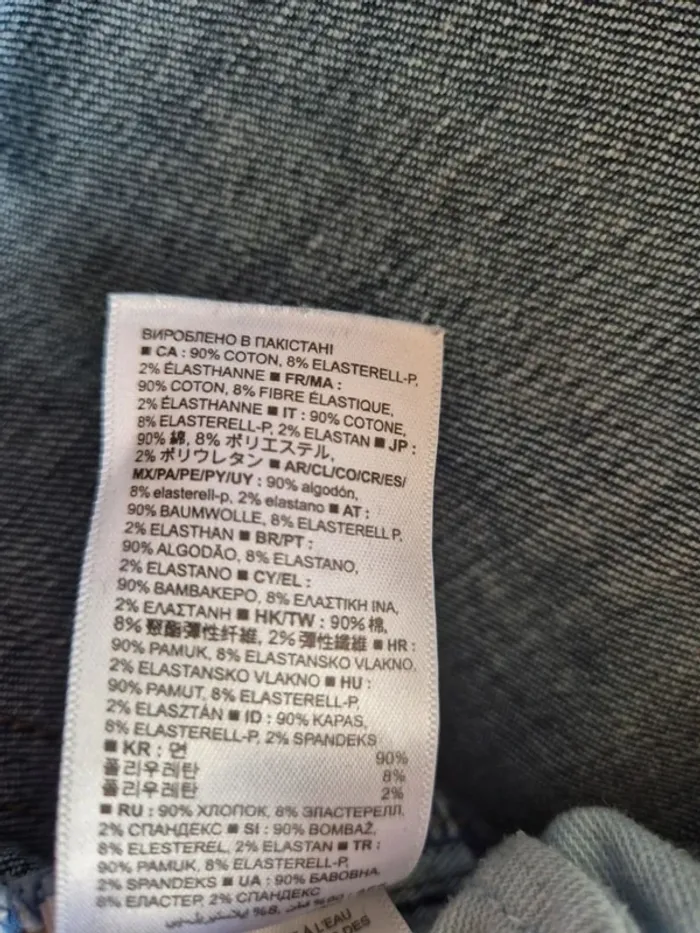 ВИРОБЛЕНО В ПАКІСТАНІ
■ CA : 90% COTON, 8% ELASTERELL-P,
2% ÉLASTHANNE ■ FR/MA :
90% COTON, 8% FIBRE ÉLASTIQUE,
2% ÉLASTHANNE ■ IT : 90% COTONE,
8% ELASTERELL-P, 2% ELASTAN ■ JP :
90% 綿, 8% ポリエステル,
2% ポリウレタン ■ AR/CL/CO/CR/ES/
MX/PA/PE/PY/UY : 90% algodón,
8% elasterell-p, 2% elastano ■ AT :
90% BAUMWOLLE, 8% ELASTERELL P,
2% ELASTHAN ■ BR/PT :
90% ALGODÃO, 8% ELASTANO,
2% ELASTANO ■ CY/EL :
90% ΒΑΜΒΑΚΕΡΟ, 8% ΕΛΑΣΤΙΚΗ ΙΝΑ,
2% ΕΛΑΣΤΑΝΗ ■ HK/TW : 90% 棉,
8% 聚酯彈性纤維, 2% 彈性纖維 ■ HR :
90% PAMUK, 8% ELASTANSKO VLAKNO,
2% ELASTANSKO VLAKNO ■ HU :
90% PAMUT, 8% ELASTERELL-P,
2% ELASZTÁN ■ ID : 90% KAPAS,
8% ELASTERELL-P, 2% SPANDEKS
■ KR : 면 90%
폴리우레탄 8%
폴리우레탄 2%
■ RU : 90% ХЛОПОК, 8% ЭЛАСТЕРЕЛЛ,
2% СПАНДЕКС ■ SI : 90% BOMBAŽ,
8% ELESTEREL, 2% ELASTAN ■ TR :
90% PAMUK, 8% ELASTERELL-P,
2% SPANDEKS ■ UA : 90% БАВОВНА,
8% ЕЛАСТЕР, 2% СПАНДЕКС
À L'EAU
DES